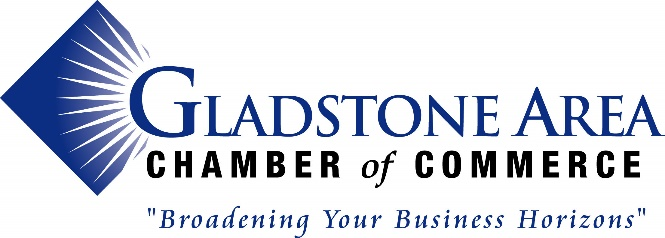 GLADSTONE AREA
CHAMBER of COMMERCE
"Broadening Your Business Horizons"